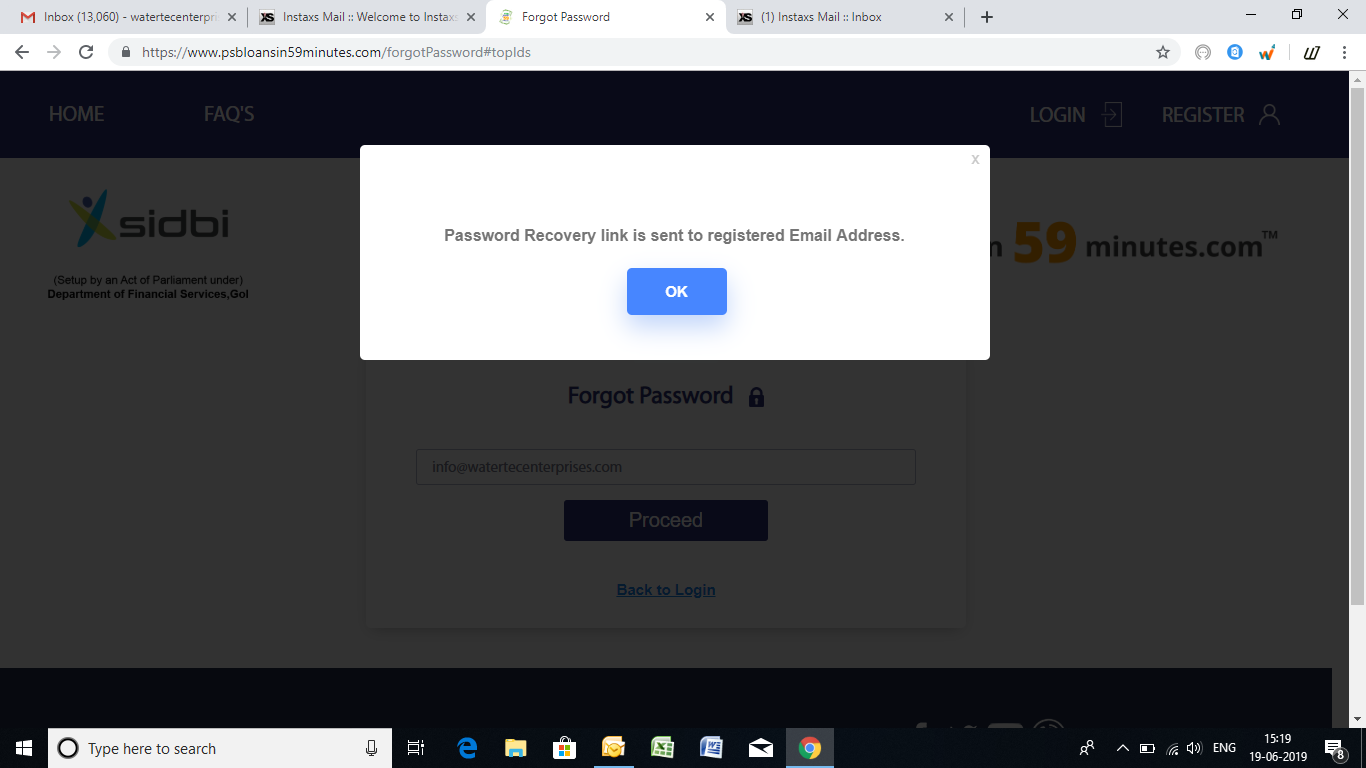 Inbox (13,060) - watertecenterpri
Instaxs Mail :: Welcome to Instaxs
Forgot Password
(1) Instaxs Mail :: Inbox
https://www.psbloansin59minutes.com/forgotPassword#topIds
HOME
FAQ'S
LOGIN
REGISTER
x
sidbi
(Setup by an Act of Parliament under)
Department of Financial Services,GoI
Password Recovery link is sent to registered Email Address.
OK
n 59 minutes.com™
Forgot Password
info@watertecenterprises.com
Proceed
Back to Login
Type here to search
ENG
15:19
19-06-2019
8